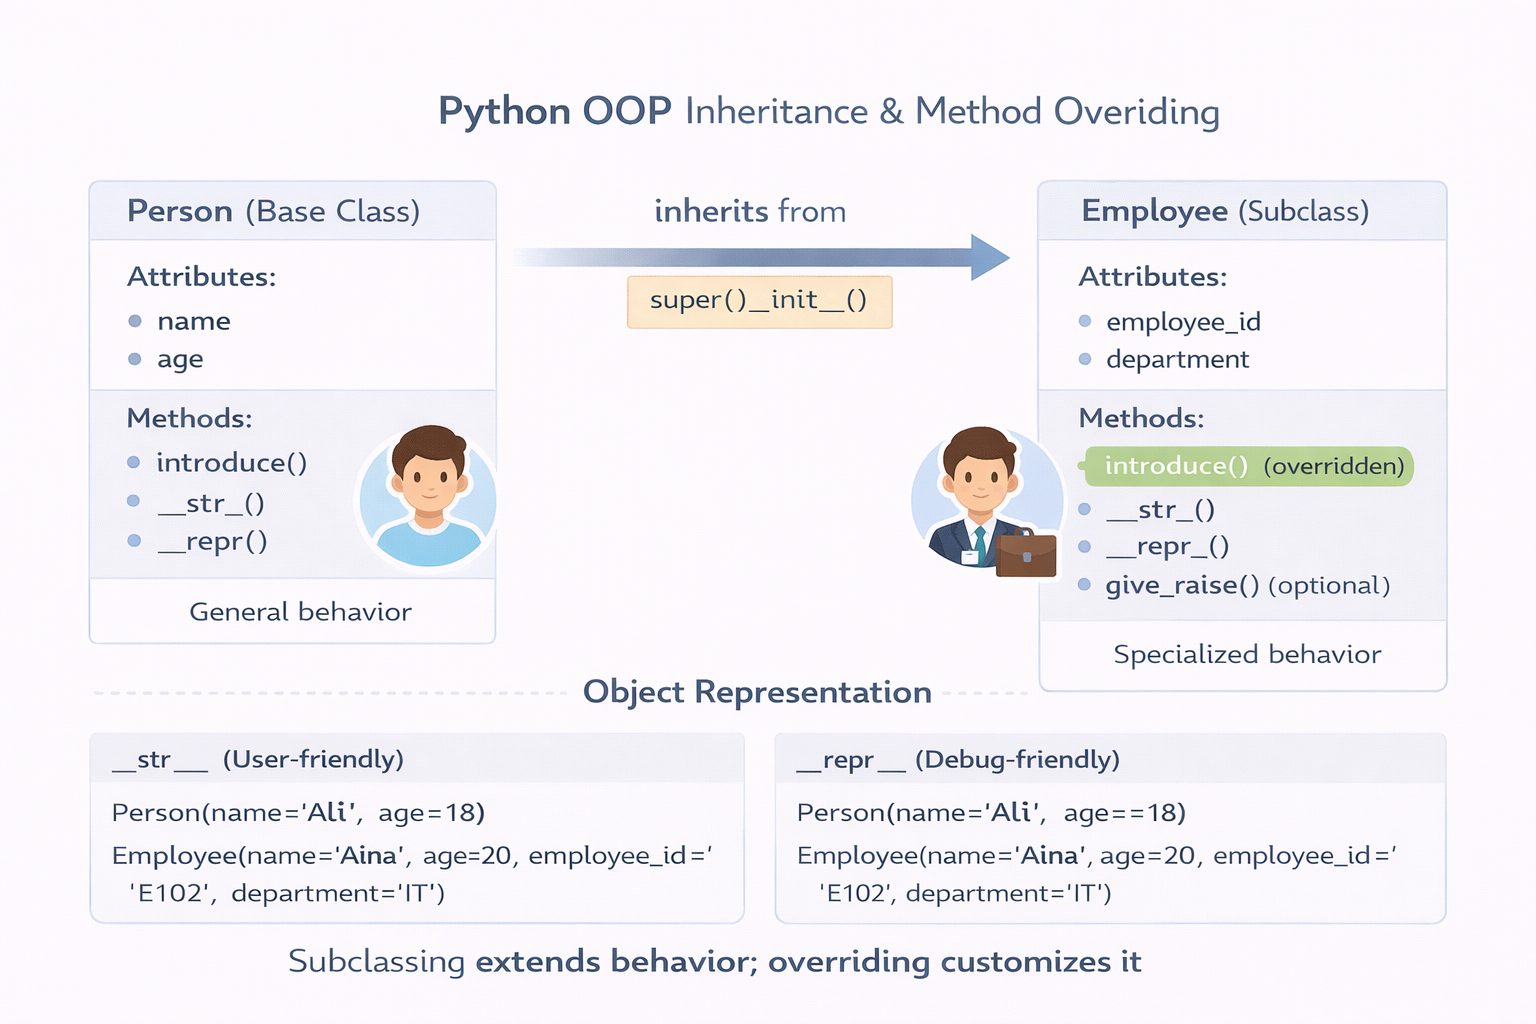 Python OOP Inheritance & Method Overiding
Person (Base Class)
Attributes:
name
age
Methods:
introduce()
__str_()
__repr()
General behavior
inherits from
super()__init__()
Employee (Subclass)
Attributes:
employee_id
department
Methods:
introduce() (overridden)
__str_()
__repr_()
give_raise() (optional)
Specialized behavior
Object Representation
__str__ (User-friendly)
Person(name='Ali', age=18)
Employee(name='Aina', age=20, employee_id='
'E102', department='IT')
__repr__ (Debug-friendly)
Person(name='Ali', age==18)
Employee(name='Aina', age=20, employee_id='
'E102', department='IT')
Subclassing extends behavior; overriding customizes it